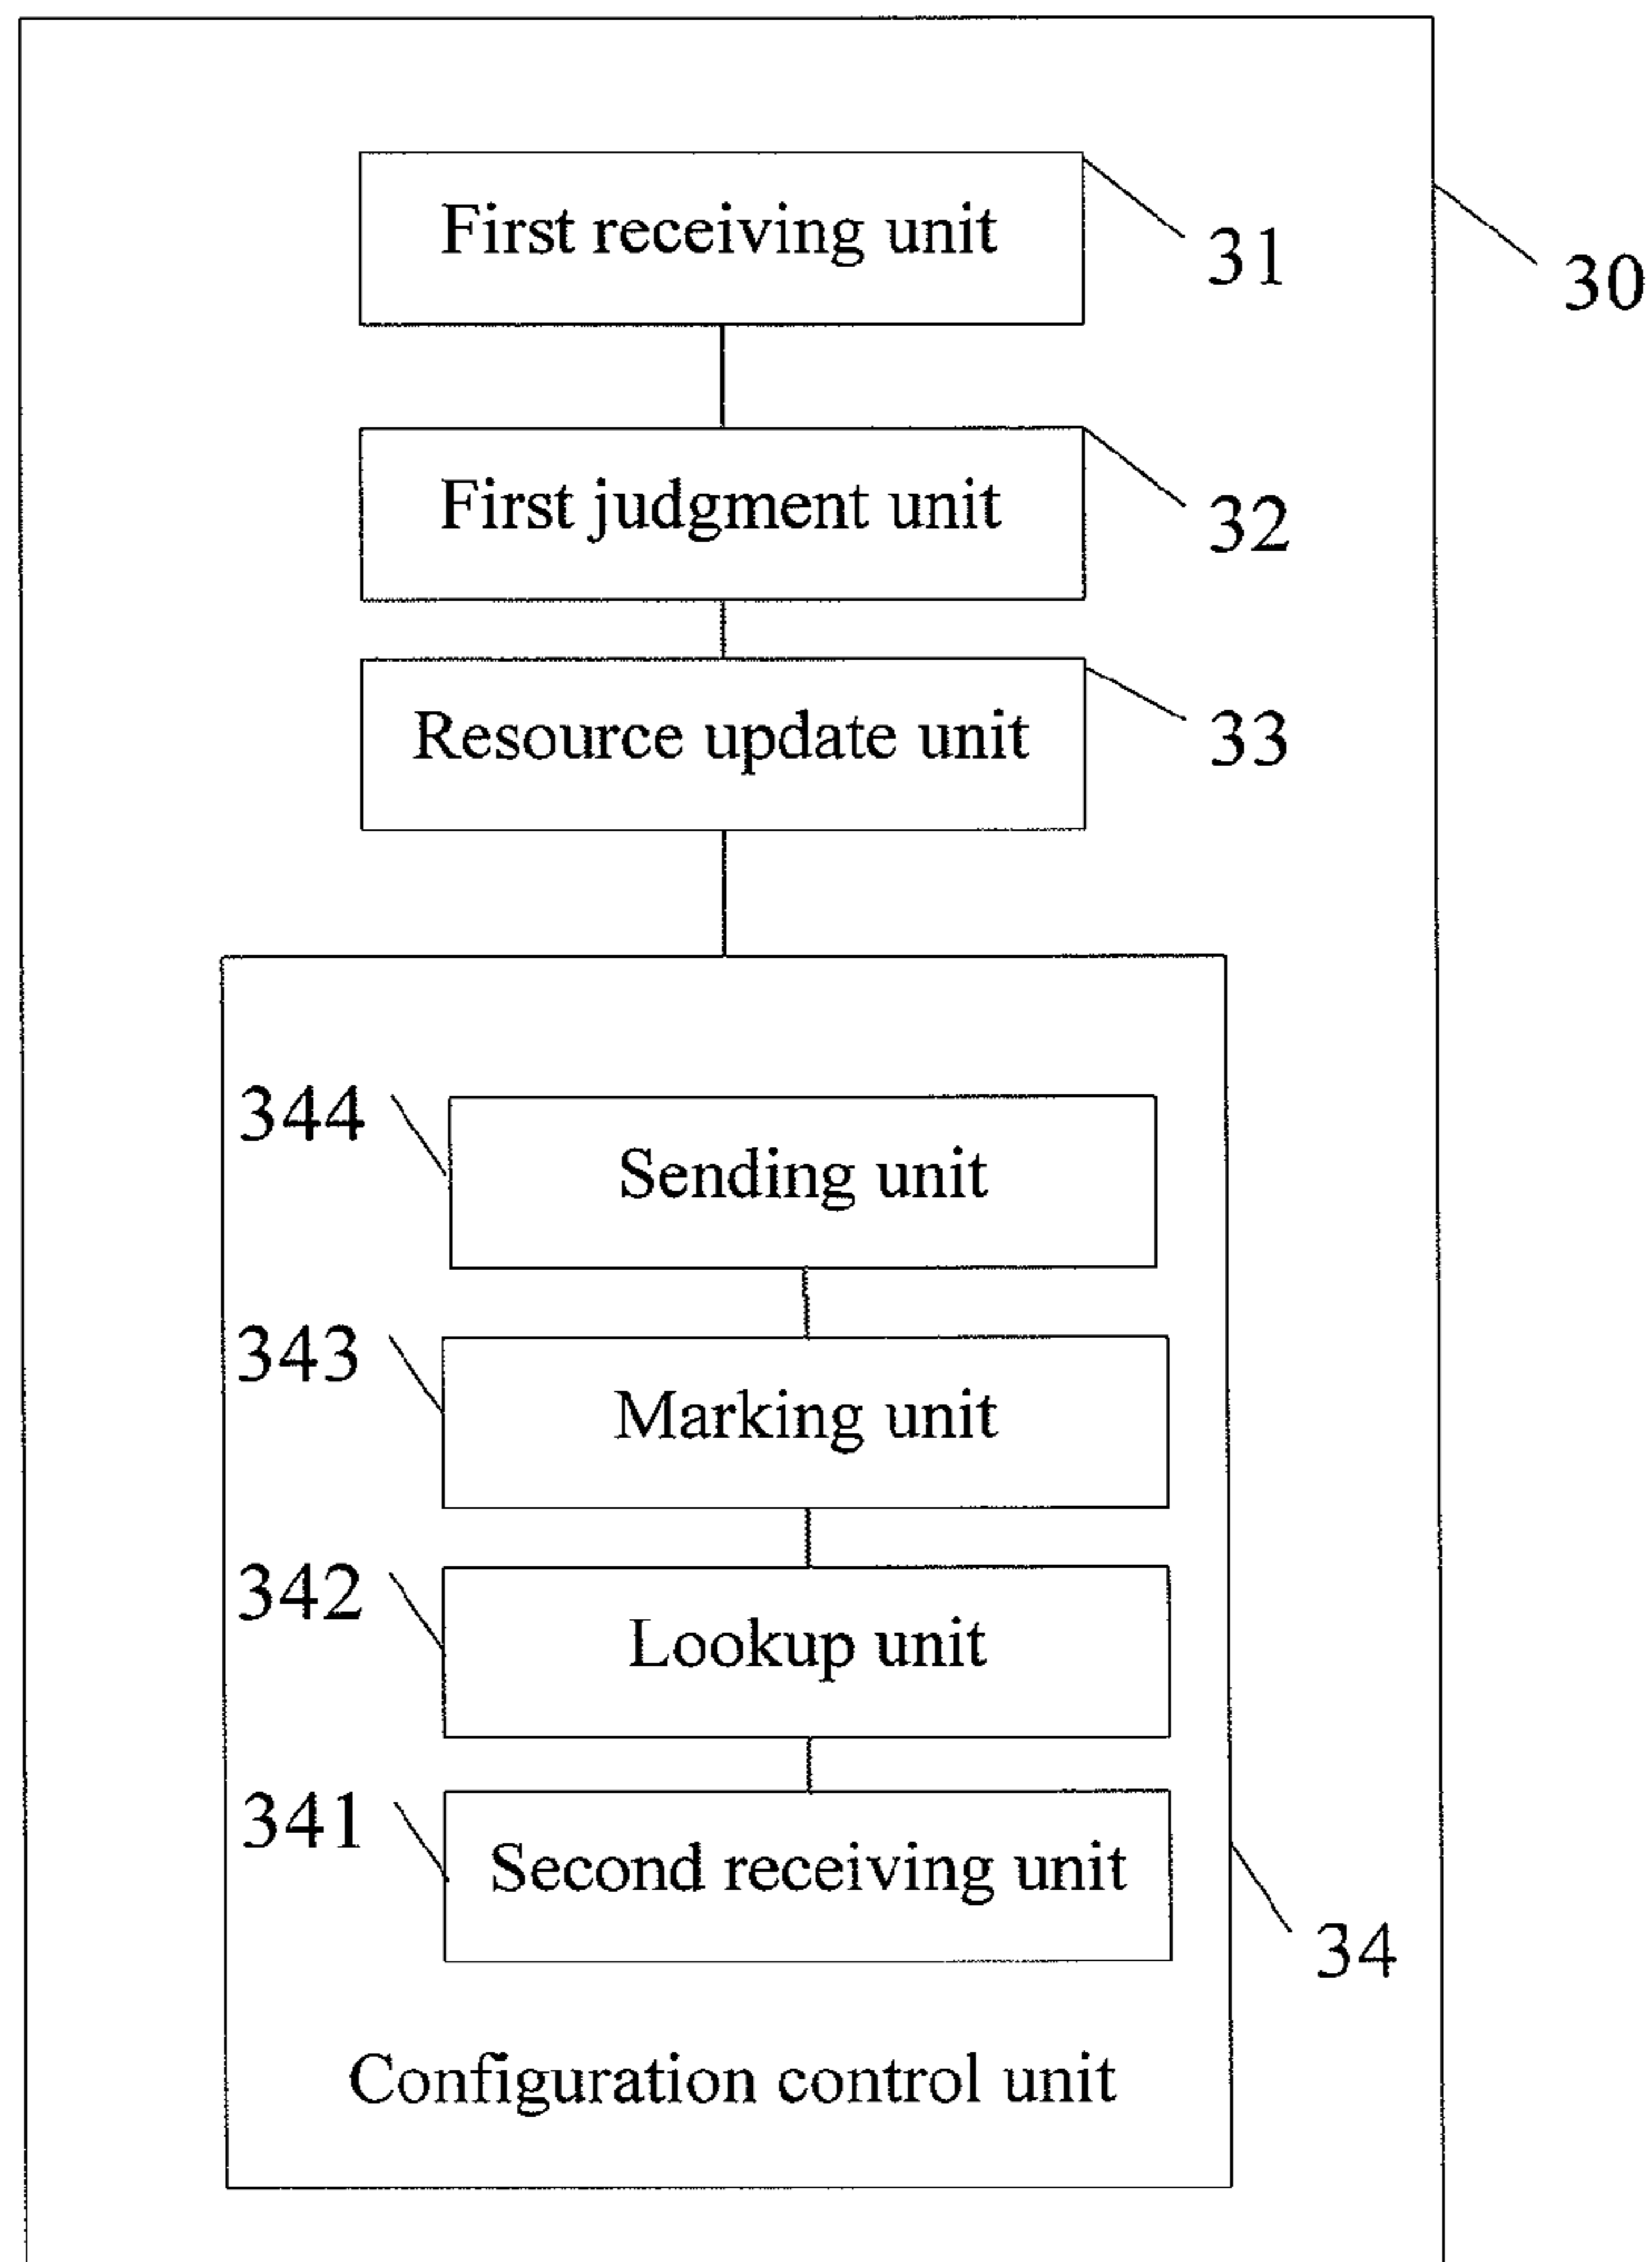 First receiving unit
31
30
First judgment unit
32
Resource update unit
33
344
Sending unit
343
Marking unit
342
Lookup unit
341
Second receiving unit
34
Configuration control unit